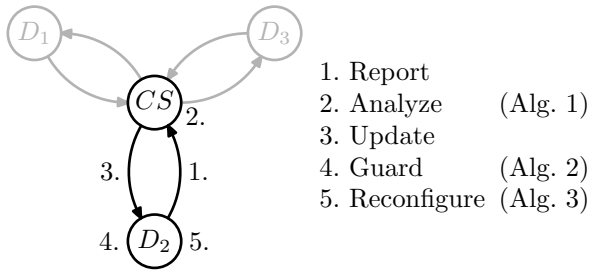 D1
D3
CS
2.
3.
1.
4.
D2
5.
1. Report
2. Analyze (Alg. 1)
3. Update
4. Guard (Alg. 2)
5. Reconfigure (Alg. 3)